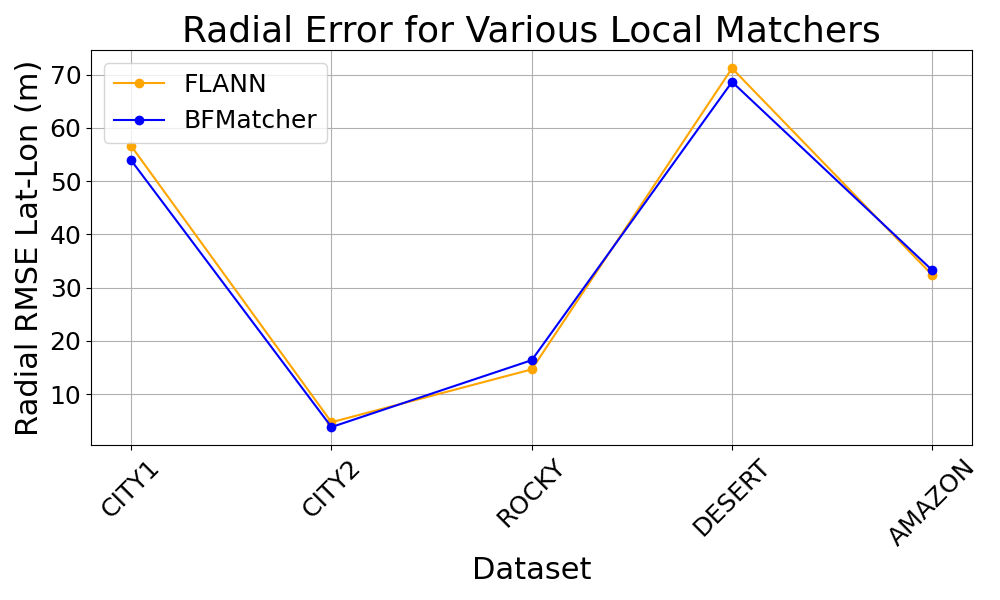 Radial Error for Various Local Matchers
FLANN
BFMatcher
Radial RMSE Lat-Lon (m)
70
60
50
40
30
20
10
CITY1
CITY2
ROCKY
DESERT
AMAZON
Dataset